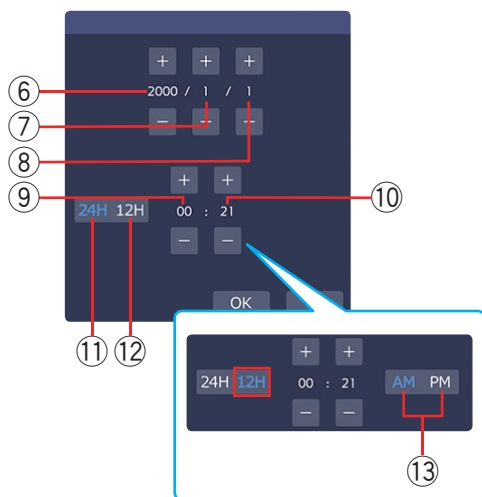 + + +
⑥ 2000 / 1 / 1
⑦ − − −
⑧
⑨ + + ⑩
24H 12H 00 : 21
− −
⑪ ⑫ OK
+ +
24H 12H 00 : 21 AM PM
− −
⑬